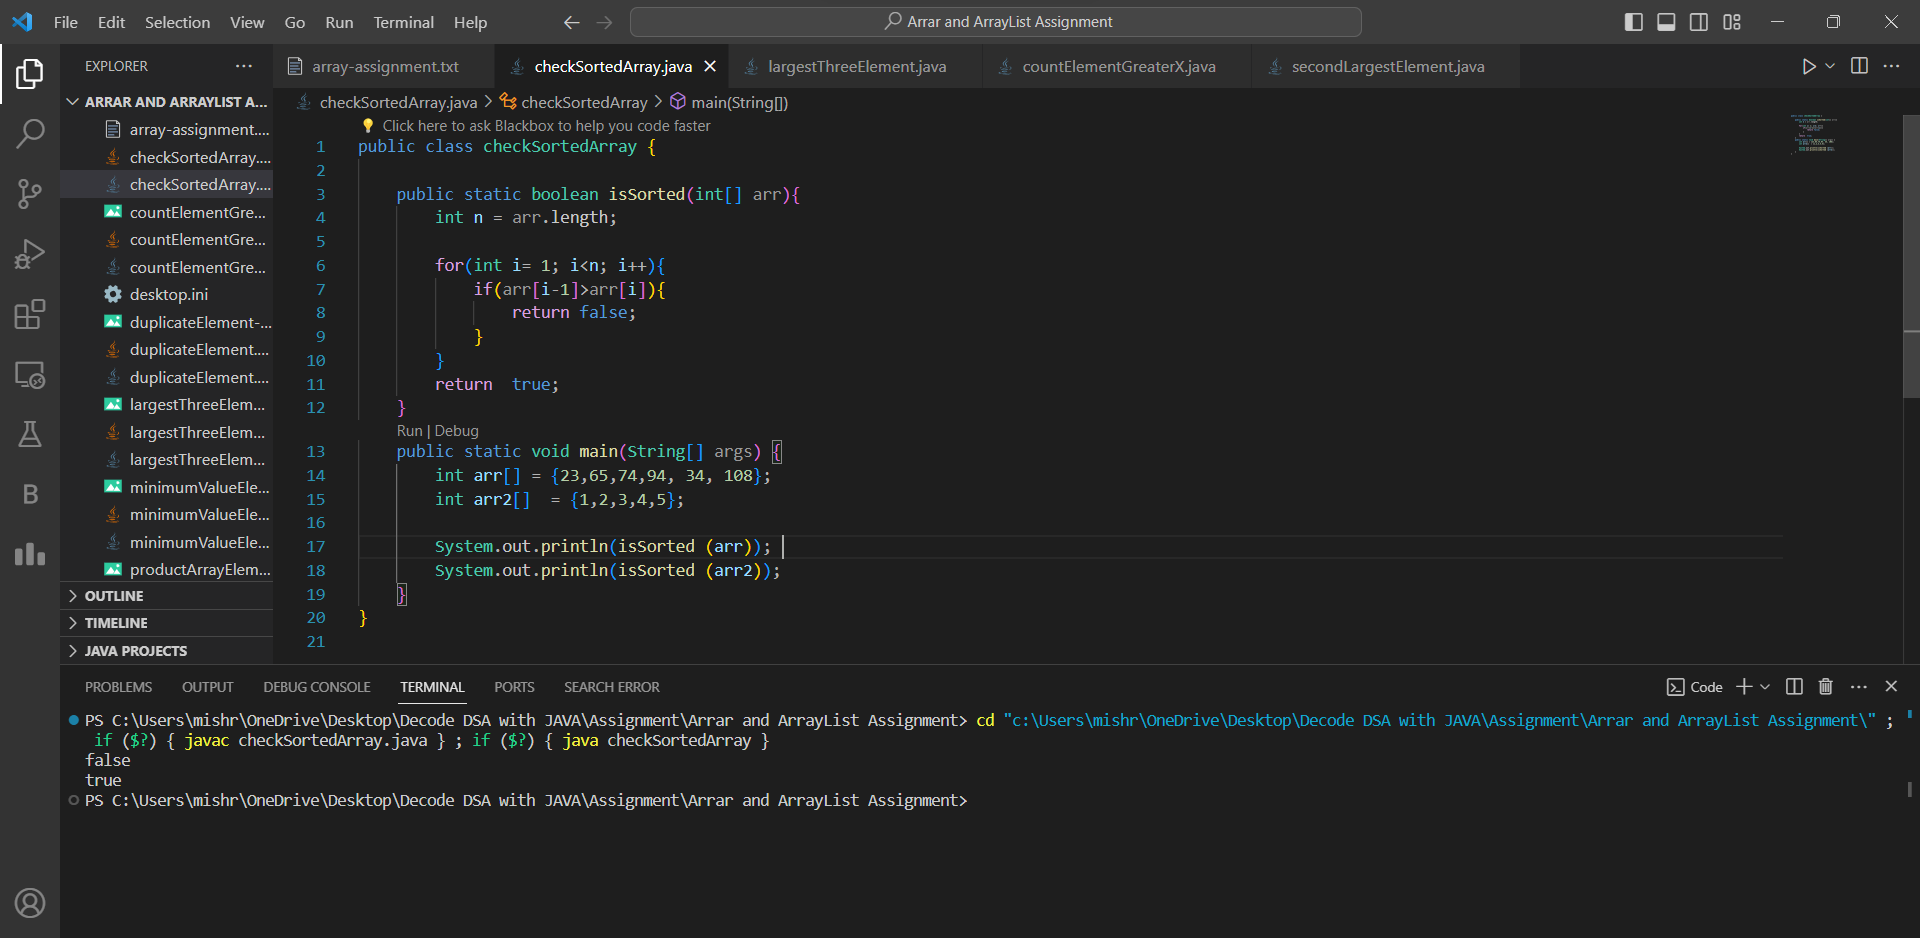 File Edit Selection View Go Run Terminal Help
Arrar and ArrayList Assignment
EXPLORER
array-assignment.txt
checkSortedArray.java
largestThreeElement.java
countElementGreaterX.java
secondLargestElement.java
ARRAR AND ARRAYLIST A...
array-assignment....
checkSortedArray....
checkSortedArray....
countElementGre...
countElementGre...
countElementGre...
desktop.ini
duplicateElement-...
duplicateElement....
duplicateElement....
largestThreeElem...
largestThreeElem...
largestThreeElem...
B
minimumValueEle...
minimumValueEle...
minimumValueEle...
productArrayElem...
OUTLINE
TIMELINE
JAVA PROJECTS
checkSortedArray.java > checkSortedArray > main(String[])
Click here to ask Blackbox to help you code faster
1 public class checkSortedArray {
2
3 public static boolean isSorted(int[] arr){
4 int n = arr.length;
5
6 for(int i= 1; i<n; i++){
7 if(arr[i-1]>arr[i]){
8 return false;
9 }
10 }
11 return  true;
12 }
Run | Debug
13 public static void main(String[] args) {
14 int arr[] = {23,65,74,94, 34, 108};
15 int arr2[]  = {1,2,3,4,5};
16
17 System.out.println(isSorted (arr));
18 System.out.println(isSorted (arr2));
19 }
20 }
21
PROBLEMS OUTPUT DEBUG CONSOLE TERMINAL PORTS SEARCH ERROR
Code
PS C:\Users\mishr\OneDrive\Desktop\Decode DSA with JAVA\Assignment\Arrar and ArrayList Assignment> cd "c:\Users\mishr\OneDrive\Desktop\Decode DSA with JAVA\Assignment\Arrar and ArrayList Assignment\" ;
if ($?) { javac checkSortedArray.java } ; if ($?) { java checkSortedArray }
false
true
PS C:\Users\mishr\OneDrive\Desktop\Decode DSA with JAVA\Assignment\Arrar and ArrayList Assignment>